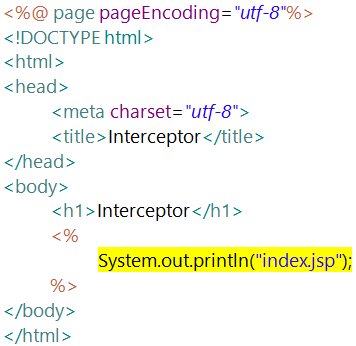 <%@ page pageEncoding="utf-8"%>
<!DOCTYPE html>
<html>
<head>
<meta charset="utf-8">
<title>Interceptor</title>
</head>
<body>
<h1>Interceptor</h1>
<%
System.out.println("index.jsp");
%>
</body>
</html>